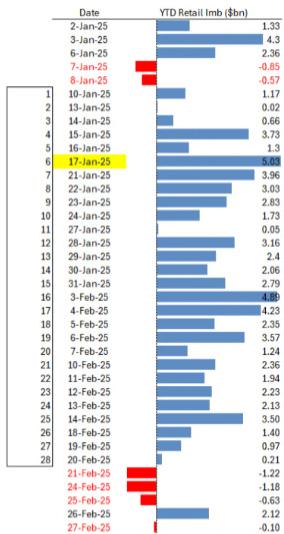 Date YTD Retail Imb ($bn)
2-Jan-25 1.33
3-Jan-25 4.3
6-Jan-25 2.36
7-Jan-25 -0.85
8-Jan-25 -0.57
1 10-Jan-25 1.17
2 13-Jan-25 0.02
3 14-Jan-25 0.66
4 15-Jan-25 3.73
5 16-Jan-25 1.3
6 17-Jan-25 5.03
7 21-Jan-25 3.96
8 22-Jan-25 3.03
9 23-Jan-25 2.83
10 24-Jan-25 1.73
11 27-Jan-25 0.05
12 28-Jan-25 3.16
13 29-Jan-25 2.4
14 30-Jan-25 2.06
15 31-Jan-25 2.79
16 3-Feb-25 4.89
17 4-Feb-25 4.23
18 5-Feb-25 2.35
19 6-Feb-25 3.57
20 7-Feb-25 1.24
21 10-Feb-25 2.36
22 11-Feb-25 1.94
23 12-Feb-25 2.23
24 13-Feb-25 2.13
25 14-Feb-25 3.50
26 18-Feb-25 1.40
27 19-Feb-25 0.97
28 20-Feb-25 0.21
21-Feb-25 -1.22
24-Feb-25 -1.18
25-Feb-25 -0.63
26-Feb-25 2.12
27-Feb-25 -0.10